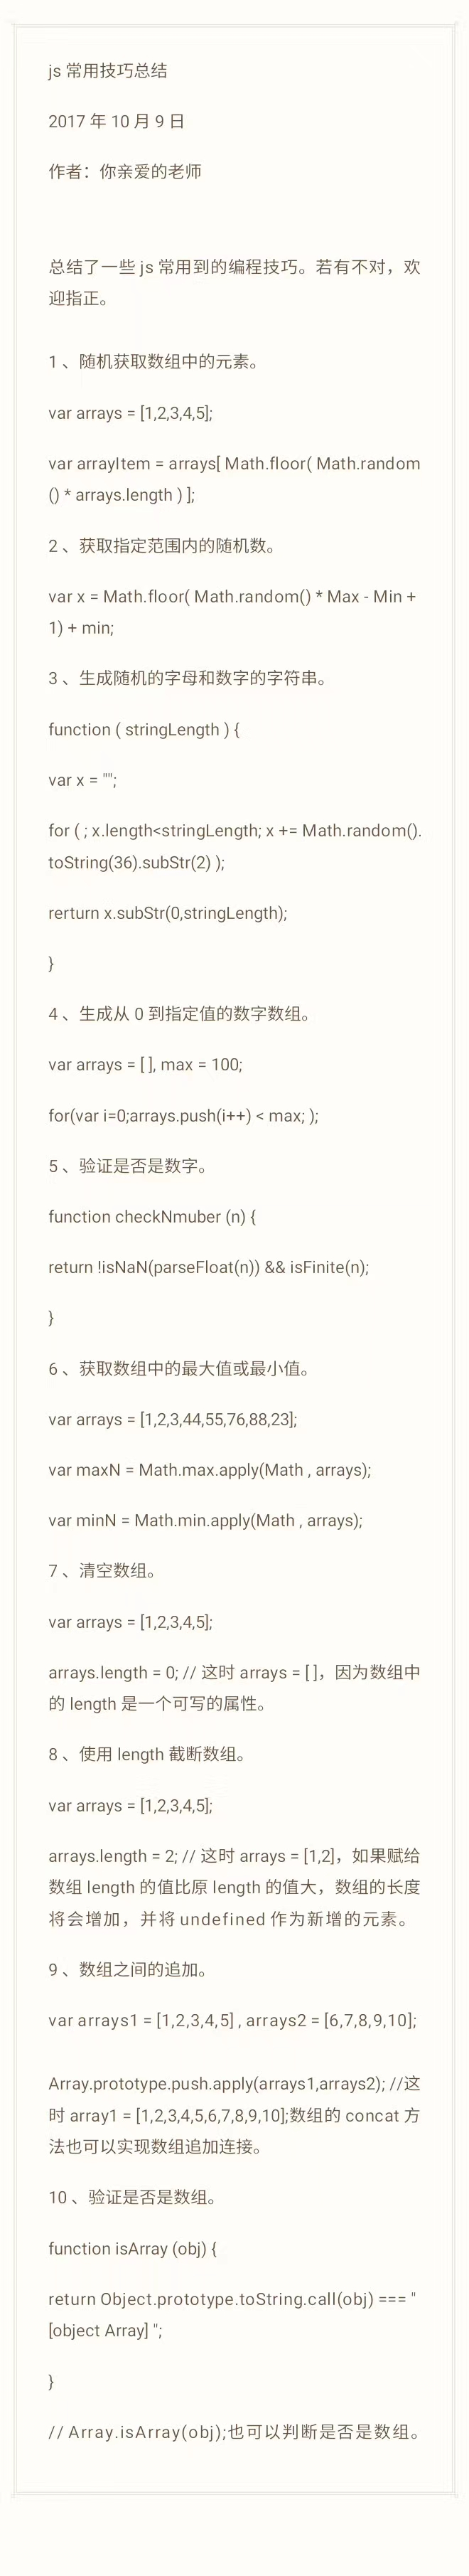 js 常用技巧总结
2017 年 10 月 9 日
作者：你亲爱的老师
总结了一些 js 常用到的编程技巧。若有不对，欢
迎指正。
1 、随机获取数组中的元素。
var arrays = [1,2,3,4,5];
var arrayItem = arrays[ Math.floor( Math.random
() * arrays.length ) ];
2 、获取指定范围内的随机数。
var x = Math.floor( Math.random() * Max - Min +
1) + min;
3 、生成随机的字母和数字的字符串。
function ( stringLength ) {
var x = "";
for ( ; x.length<stringLength; x += Math.random().
toString(36).subStr(2) );
rerturn x.subStr(0,stringLength);
}
4 、生成从 0 到指定值的数字数组。
var arrays = [ ], max = 100;
for(var i=0;arrays.push(i++) < max; );
5 、验证是否是数字。
function checkNmuber (n) {
return !isNaN(parseFloat(n)) && isFinite(n);
}
6 、获取数组中的最大值或最小值。
var arrays = [1,2,3,44,55,76,88,23];
var maxN = Math.max.apply(Math , arrays);
var minN = Math.min.apply(Math , arrays);
7 、清空数组。
var arrays = [1,2,3,4,5];
arrays.length = 0; // 这时 arrays = [ ]，因为数组中
的 length 是一个可写的属性。
8 、使用 length 截断数组。
var arrays = [1,2,3,4,5];
arrays.length = 2; // 这时 arrays = [1,2]，如果赋给
数组 length 的值比原 length 的值大，数组的长度
将会增加，并将 undefined 作为新增的元素。
9 、数组之间的追加。
var arrays1 = [1,2,3,4,5] , arrays2 = [6,7,8,9,10];
Array.prototype.push.apply(arrays1,arrays2); //这
时 array1 = [1,2,3,4,5,6,7,8,9,10];数组的 concat 方
法也可以实现数组追加连接。
10 、验证是否是数组。
function isArray (obj) {
return Object.prototype.toString.call(obj) === "
[object Array] ";
}
// Array.isArray(obj);也可以判断是否是数组。